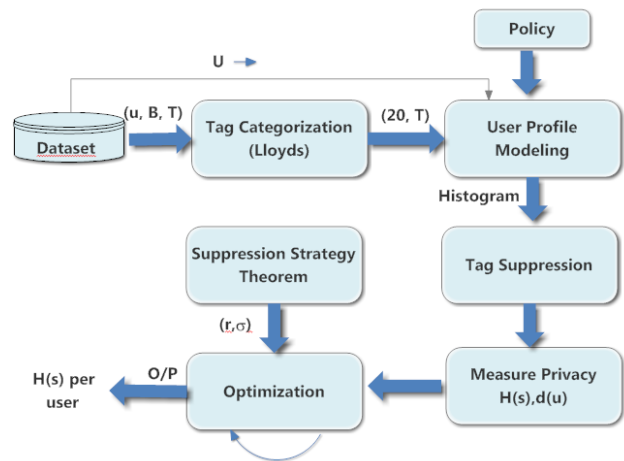 Policy
U
(u, B, T)
(20, T)
Dataset
Tag Categorization
(Lloyds)
User Profile
Modeling
Histogram
Suppression Strategy
Theorem
Tag Suppression
(r,σ)
Measure Privacy
H(s),d(u)
Optimization
O/P
H(s) per
user